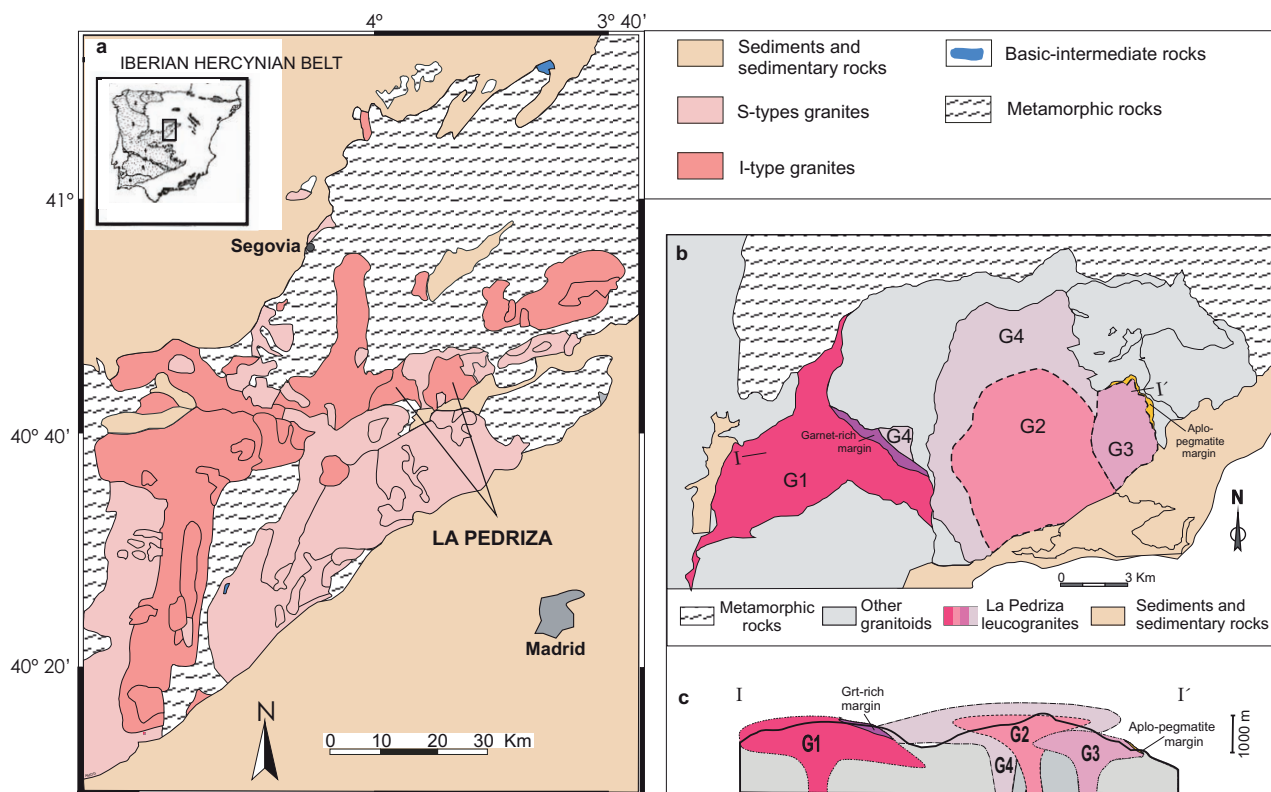 4º
3º 40’
a
IBERIAN HERCYNIAN BELT
41º
Segovia
40º 40’
LA PEDRIZA
40º 20’
Madrid
N
0 10 20 30 Km
Sediments and
sedimentary rocks
S-types granites
I-type granites
Basic-intermediate rocks
Metamorphic rocks
b
G4
G2
I´
G4
Garnet-rich
margin
Aplo-
pegmatite
margin
G3
I
G1
N
0 3 Km
Metamorphic
rocks
Other
granitoids
La Pedriza
leucogranites
Sediments and
sedimentary rocks
c
I
I´
Grt-rich
margin
Aplo-pegmatite
margin
G1
G2
G4
G3
1000 m